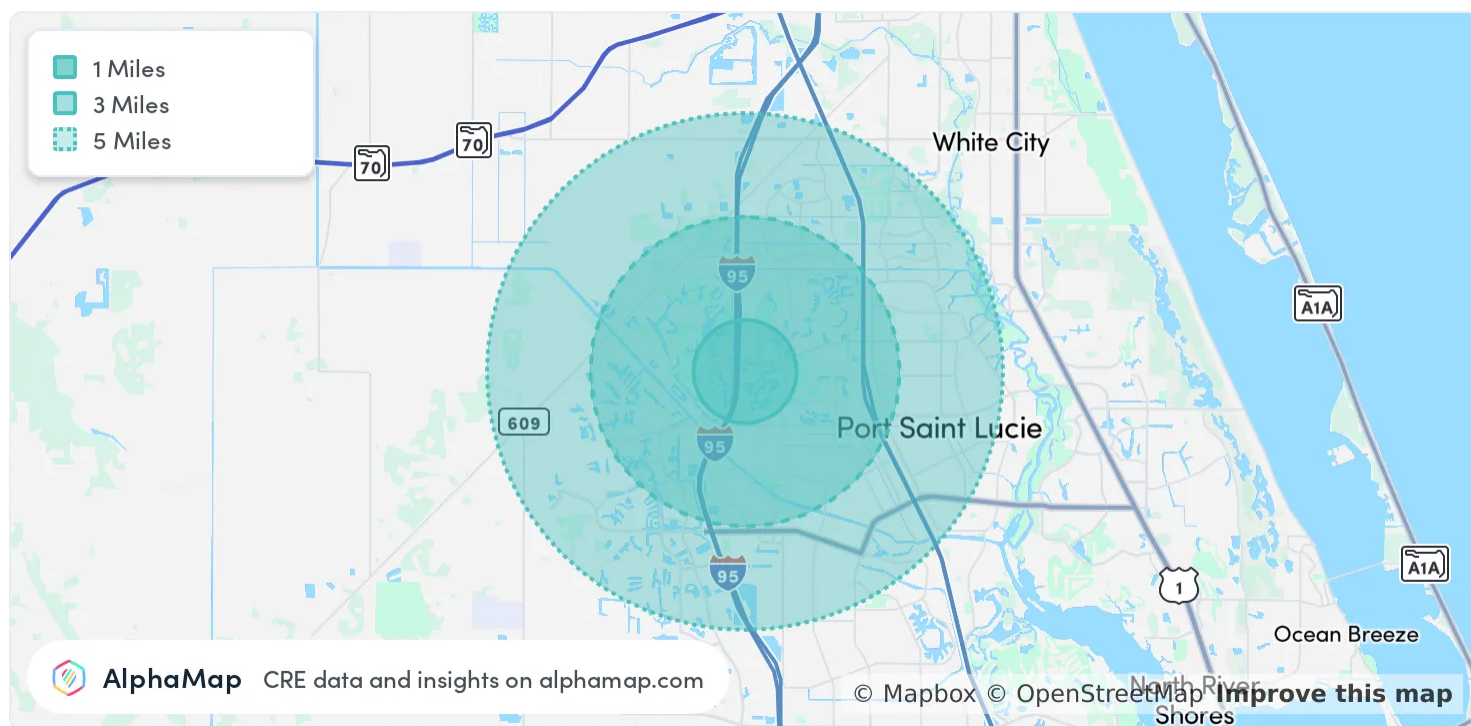 1 Miles
3 Miles
5 Miles
70
70
White City
95
A1A
609
Port Saint Lucie
95
95
A1A
1
Ocean Breeze
AlphaMap CRE data and insights on alphamap.com
North River
Shores
© Mapbox © OpenStreetMap Improve this map